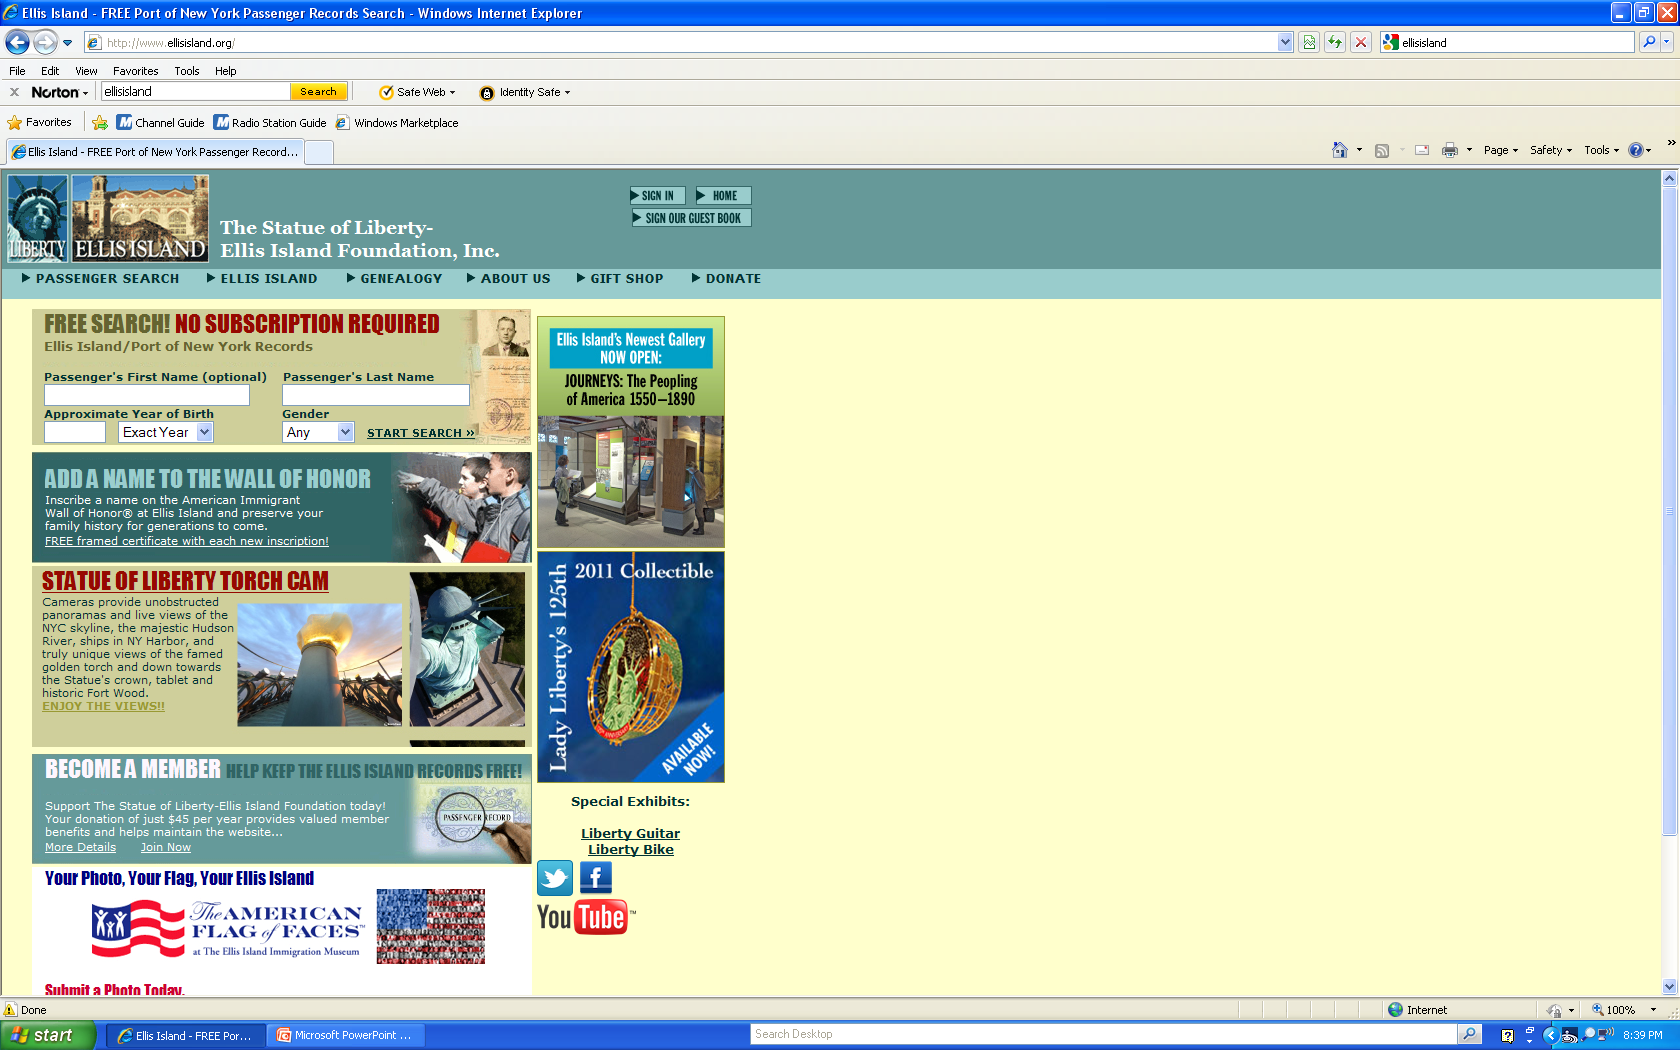 Ellis Island - FREE Port of New York Passenger Records Search - Windows Internet Explorer
http://www.ellisisland.org/
ellisisland
File Edit View Favorites Tools Help
x Norton ellisisland Search Safe Web Identity Safe
Favorites Channel Guide Radio Station Guide Windows Marketplace
Ellis Island - FREE Port of New York Passenger Record... Page Safety Tools »
LIBERTY ELLIS ISLAND
The Statue of Liberty-
Ellis Island Foundation, Inc.
SIGN IN HOME
SIGN OUR GUEST BOOK
PASSENGER SEARCH ELLIS ISLAND GENEALOGY ABOUT US GIFT SHOP DONATE
FREE SEARCH! NO SUBSCRIPTION REQUIRED
Ellis Island/Port of New York Records
Passenger's First Name (optional) Passenger's Last Name
Approximate Year of Birth Gender
Exact Year Any START SEARCH »
ADD A NAME TO THE WALL OF HONOR
Inscribe a name on the American Immigrant
Wall of Honor® at Ellis Island and preserve your
family history for generations to come.
FREE framed certificate with each new inscription!
STATUE OF LIBERTY TORCH CAM
Cameras provide unobstructed
panoramas and live views of the
NYC skyline, the majestic Hudson
River, ships in NY Harbor, and
truly unique views of the famed
golden torch and down towards
the Statue's crown, tablet and
historic Fort Wood.
ENJOY THE VIEWS!!
BECOME A MEMBER HELP KEEP THE ELLIS ISLAND RECORDS FREE!
Support The Statue of Liberty-Ellis Island Foundation today!
Your donation of just $45 per year provides valued member
benefits and helps maintain the website...
More Details Join Now
PASSENGER RECORD
Your Photo, Your Flag, Your Ellis Island
The AMERICAN
FLAG of FACES™
at The Ellis Island Immigration Museum
Submit a Photo Today.
Ellis Island's Newest Gallery
NOW OPEN:
JOURNEYS: The Peopling
of America 1550—1890
2011 Collectible
Lady Liberty's 125th
AVAILABLE
NOW!
Special Exhibits:
Liberty Guitar
Liberty Bike
YouTube™
Done Internet 100%
start Ellis Island - FREE Por... Microsoft PowerPoint ... Search Desktop 8:39 PM